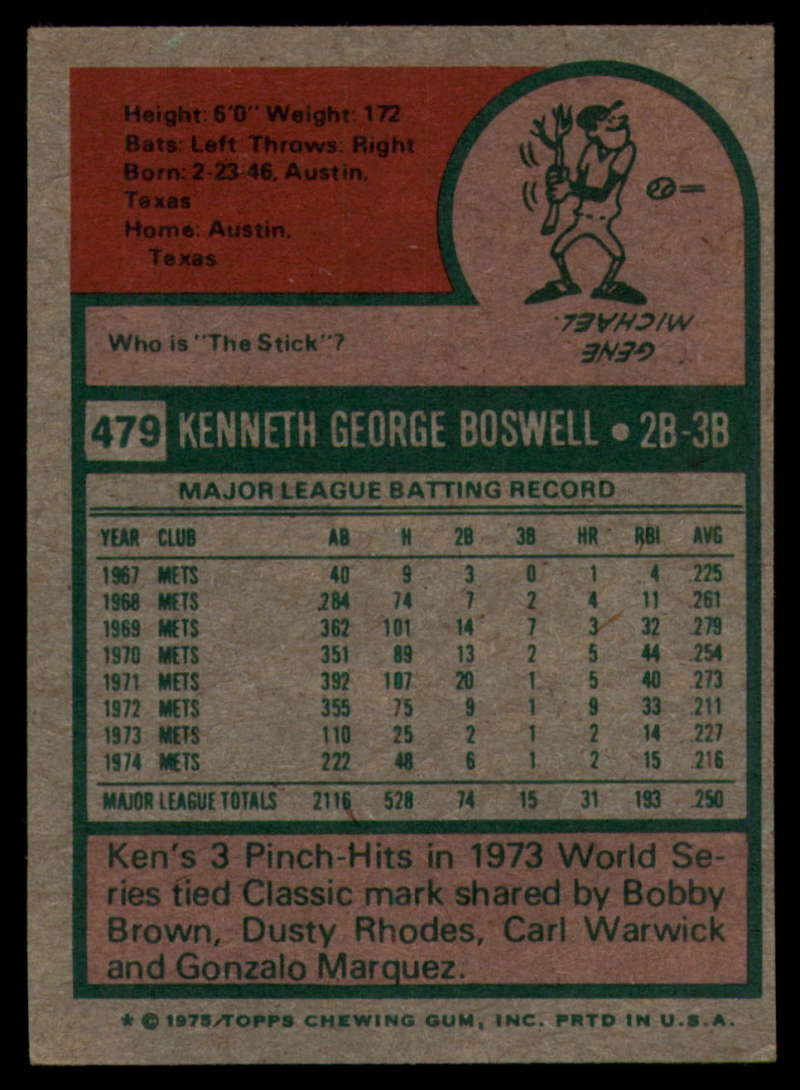 Height: 6'0" Weight: 172
Bats: Left Throws: Right
Born: 2-23-46, Austin,
Texas
Home: Austin,
Texas
Who is "The Stick"?
GENE
MICHAEL.
479 KENNETH GEORGE BOSWELL • 2B-3B
MAJOR LEAGUE BATTING RECORD
YEAR CLUB AB H 2B 3B HR RBI AVG
1967 METS 40 9 3 0 1 4 .225
1968 METS 284 74 7 2 4 11 .261
1969 METS 362 101 14 7 3 32 .279
1970 METS 351 89 13 2 5 44 .254
1971 METS 392 107 20 1 5 40 .273
1972 METS 355 75 9 1 9 33 .211
1973 METS 110 25 2 1 2 14 .227
1974 METS 222 48 6 1 2 15 .216
MAJOR LEAGUE TOTALS 2116 528 74 15 31 193 .250
Ken's 3 Pinch-Hits in 1973 World Se-
ries tied Classic mark shared by Bobby
Brown, Dusty Rhodes, Carl Warwick
and Gonzalo Marquez.
* © 1975/TOPPS CHEWING GUM, INC. PRTD IN U.S.A.